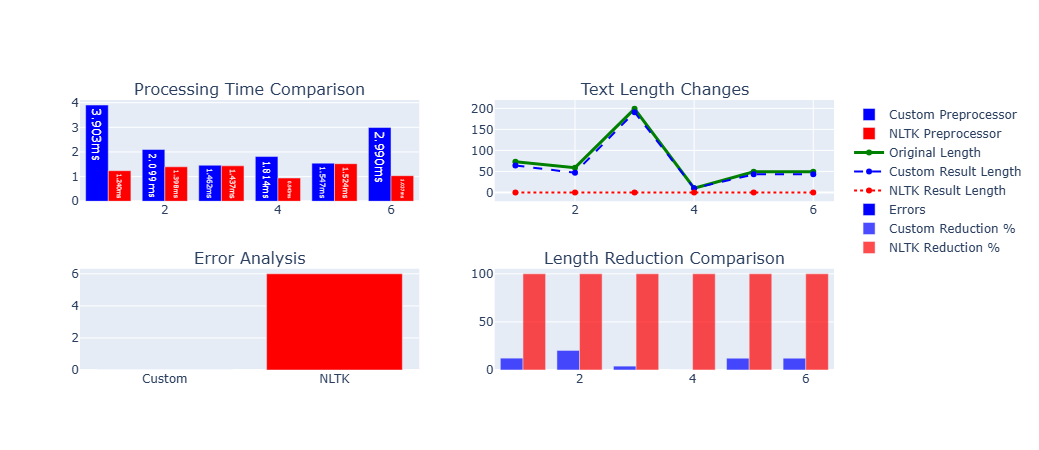 Processing Time Comparison
4
3
2
1
0
3.903ms
1.240ms
2.099ms
1.398ms
1.462ms
1.437ms
1.814ms
1.547ms
1.524ms
2.990ms
2
4
6
Text Length Changes
200
150
100
50
0
2
4
6
Custom Preprocessor
NLTK Preprocessor
Original Length
Custom Result Length
NLTK Result Length
Errors
Custom Reduction %
NLTK Reduction %
Error Analysis
6
4
2
0
Custom
NLTK
Length Reduction Comparison
100
50
0
2
4
6